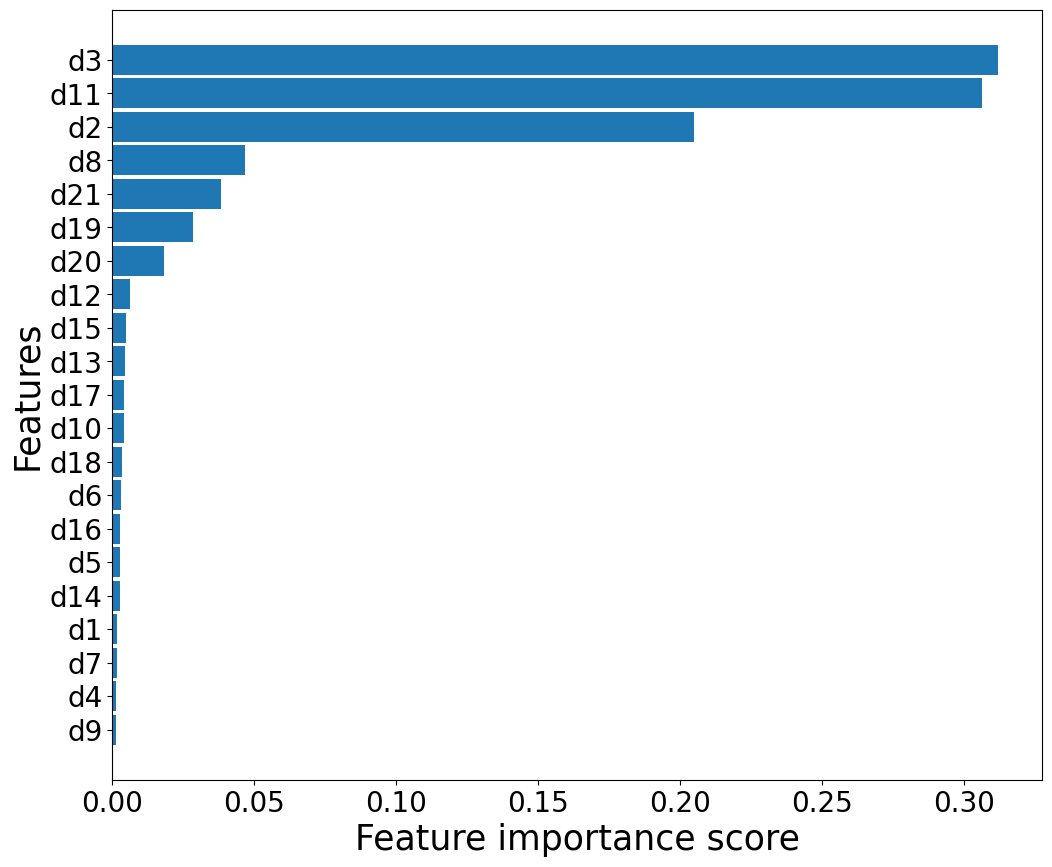 d3
d11
d2
d8
d21
d19
d20
d12
d15
d13
d17
d10
d18
d6
d16
d5
d14
d1
d7
d4
d9
Features
0.00 0.05 0.10 0.15 0.20 0.25 0.30
Feature importance score